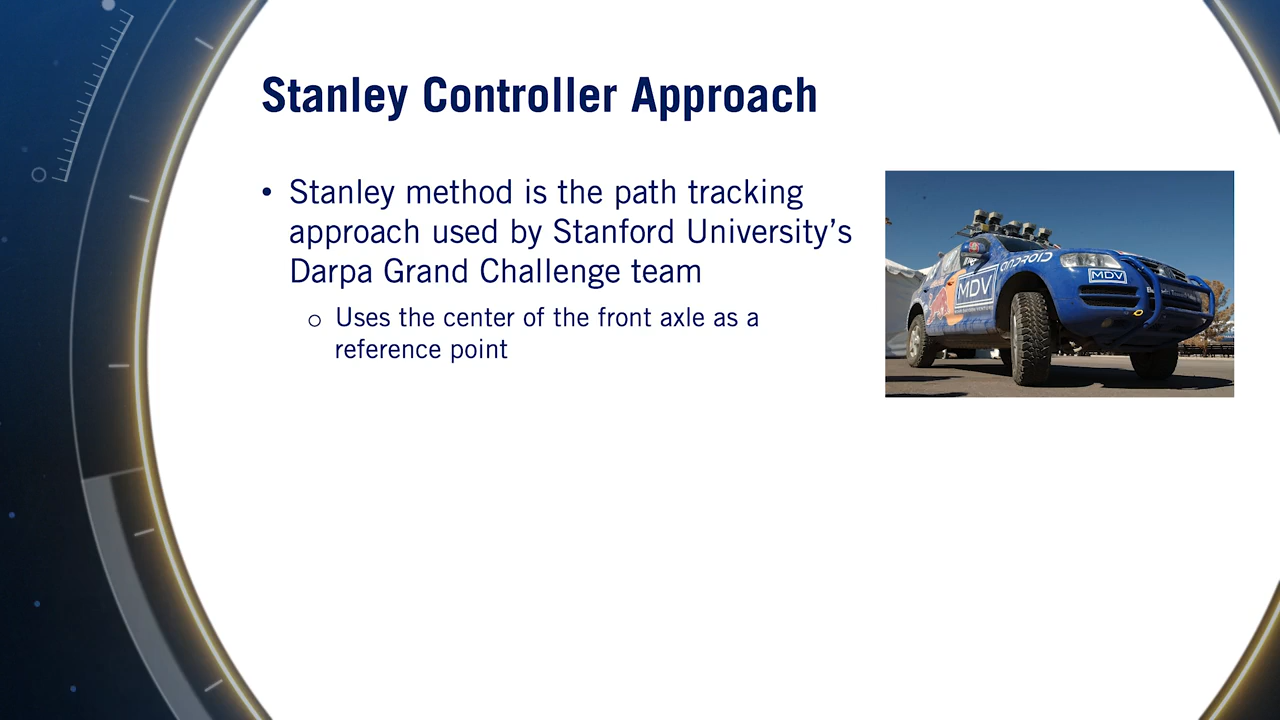 Stanley Controller Approach
• Stanley method is the path tracking
approach used by Stanford University’s
Darpa Grand Challenge team
o Uses the center of the front axle as a
reference point
ANDROID
MDV
MDV